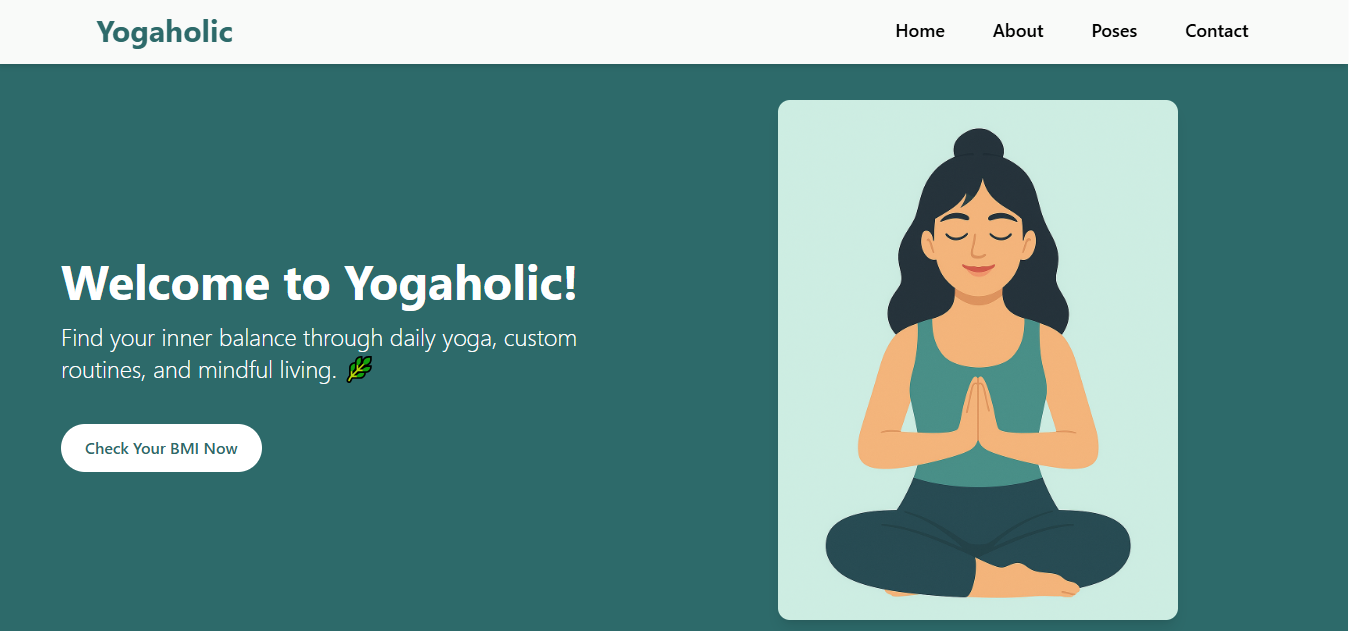 Yogaholic
Home About Poses Contact
Welcome to Yogaholic!
Find your inner balance through daily yoga, custom
routines, and mindful living. 🌿
Check Your BMI Now